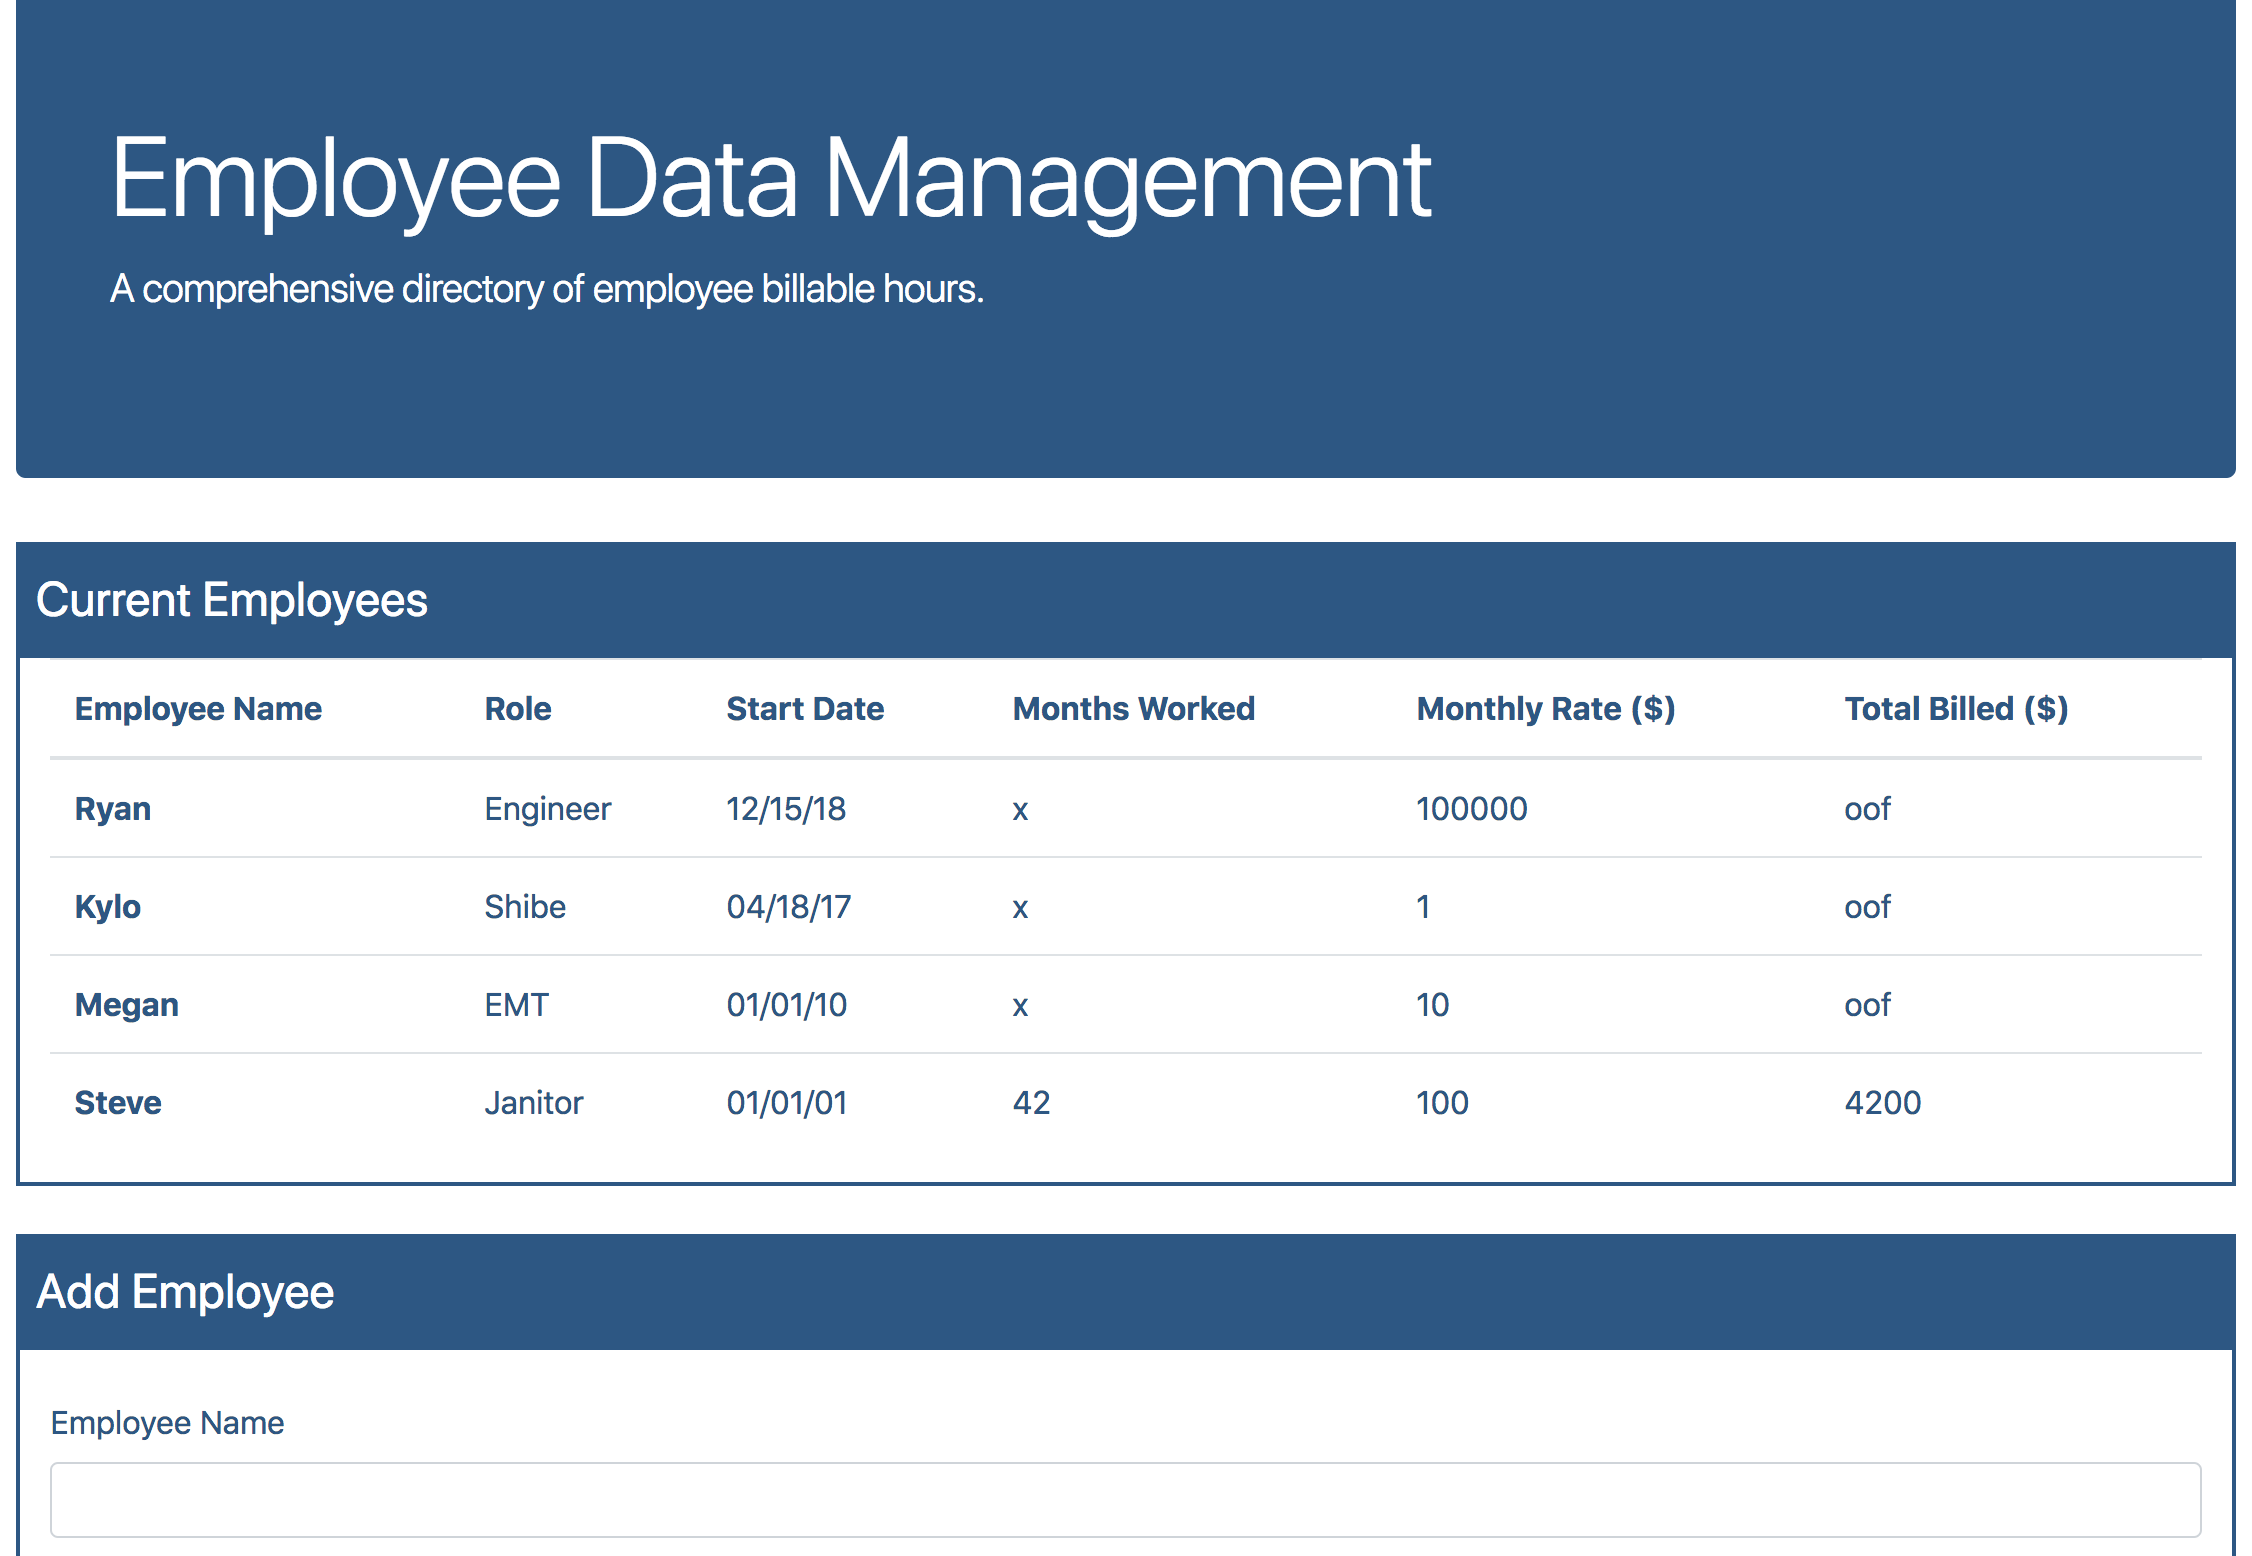 Employee Data Management
A comprehensive directory of employee billable hours.
Current Employees
Employee Name Role Start Date Months Worked Monthly Rate ($) Total Billed ($)
Ryan Engineer 12/15/18 x 100000 oof
Kylo Shibe 04/18/17 x 1 oof
Megan EMT 01/01/10 x 10 oof
Steve Janitor 01/01/01 42 100 4200
Add Employee
Employee Name